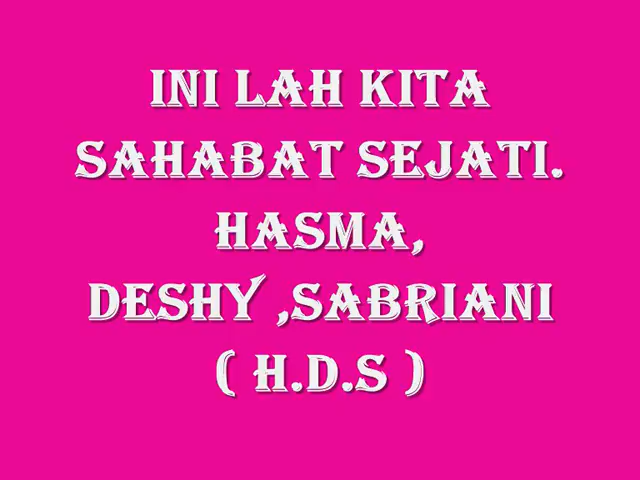 INI LAH KITA
SAHABAT SEJATI.
HASMA,
DESHY ,SABRIANI
( H.D.S )